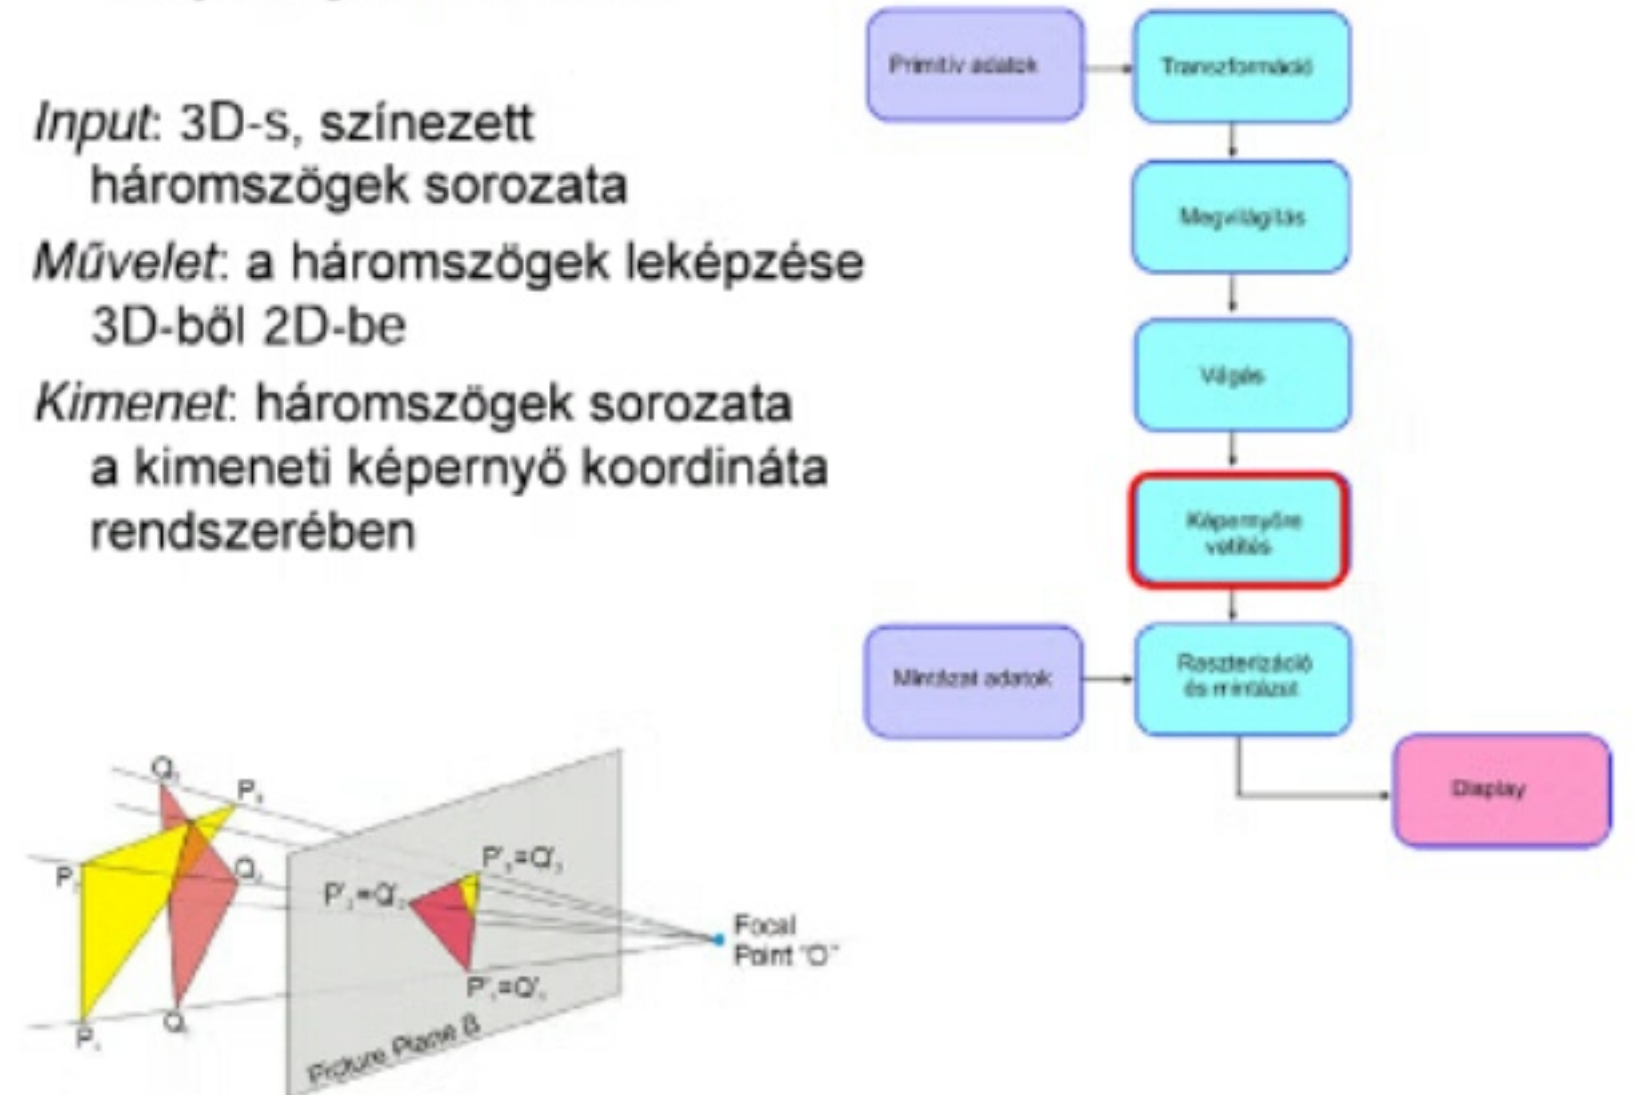 Input: 3D-s, színezett
háromszögek sorozata
Művelet: a háromszögek leképzése
3D-ből 2D-be
Kimenet: háromszögek sorozata
a kimeneti képernyő koordináta
rendszerében
Primitív adatok
Transzformáció
Megvilágítás
Vágás
Képernyőre
vetítés
Mintázat adatok
Raszterizáció
és mintázat
Display
Focal
Point "O"
Picture Plane B